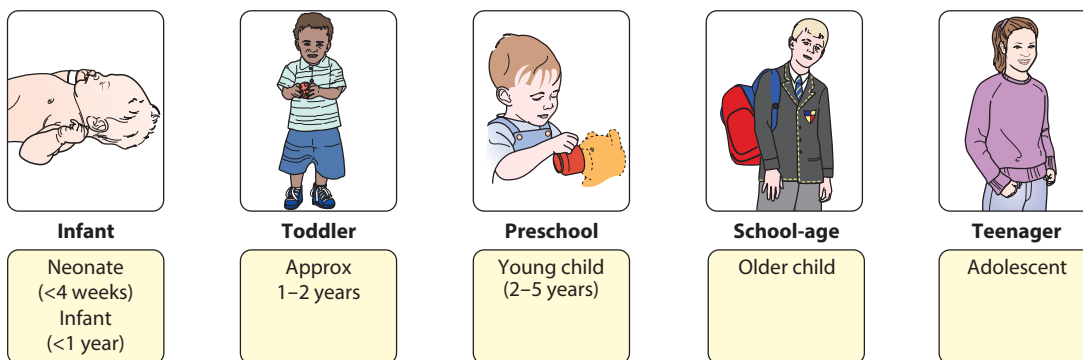 Infant
Neonate
(<4 weeks)
Infant
(<1 year)
Toddler
Approx
1–2 years
Preschool
Young child
(2–5 years)
School-age
Older child
Teenager
Adolescent